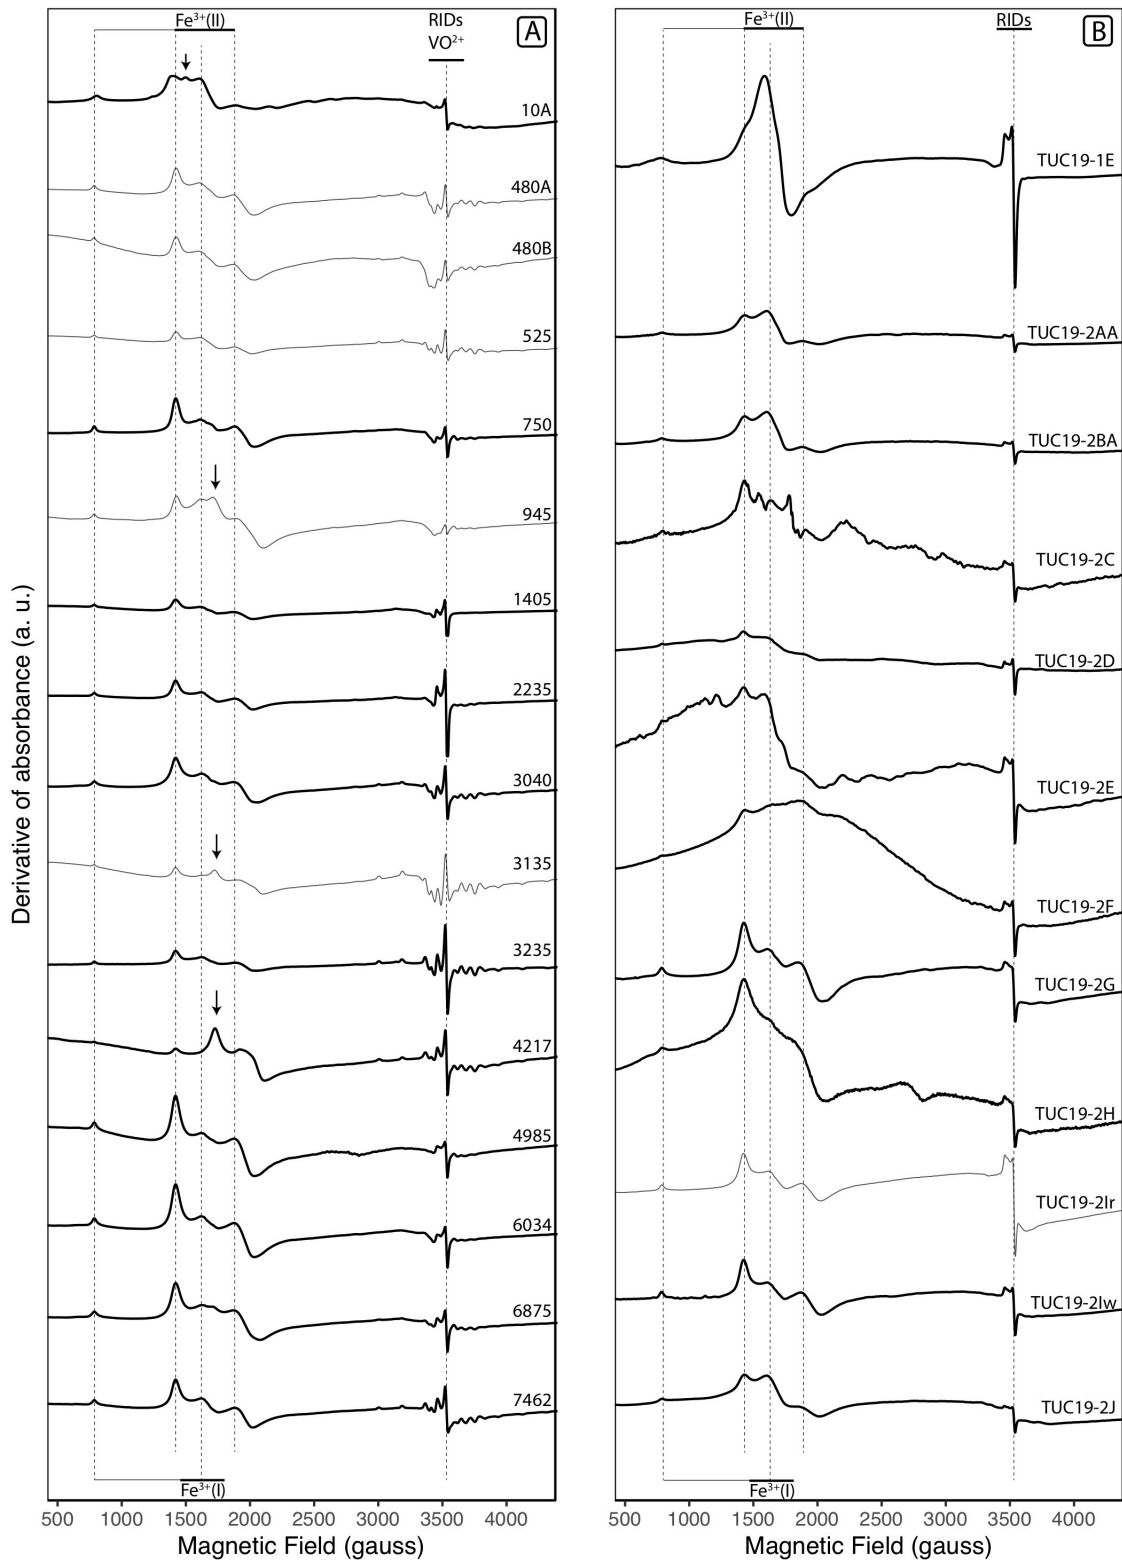 Fe³⁺(II)
RIDs
VO²⁺
A
10A
480A
480B
525
750
945
1405
2235
3040
3135
3235
4217
4985
6034
6875
7462
Fe³⁺(I)
500 1000 1500 2000 2500 3000 3500 4000
Magnetic Field (gauss)
Derivative of absorbance (a. u.)
Fe³⁺(II)
RIDs
B
TUC19-1E
TUC19-2AA
TUC19-2BA
TUC19-2C
TUC19-2D
TUC19-2E
TUC19-2F
TUC19-2G
TUC19-2H
TUC19-2Ir
TUC19-2Iw
TUC19-2J
Fe³⁺(I)
500 1000 1500 2000 2500 3000 3500 4000
Magnetic Field (gauss)